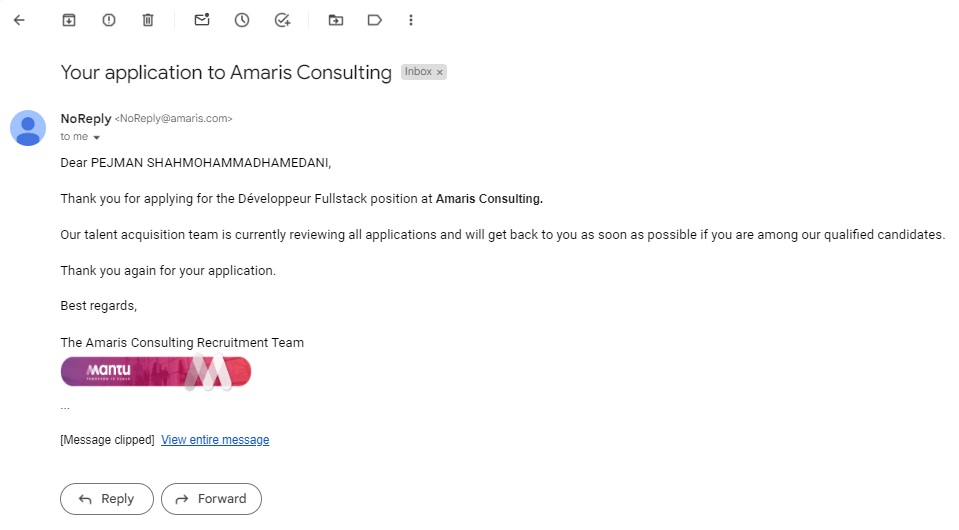 Your application to Amaris Consulting Inbox ×
NoReply <NoReply@amaris.com>
to me
Dear PEJMAN SHAHMOHAMMADHAMEDANI,
Thank you for applying for the Développeur Fullstack position at Amaris Consulting.
Our talent acquisition team is currently reviewing all applications and will get back to you as soon as possible if you are among our qualified candidates.
Thank you again for your application.
Best regards,
The Amaris Consulting Recruitment Team
mantu
...
[Message clipped] View entire message
Reply Forward